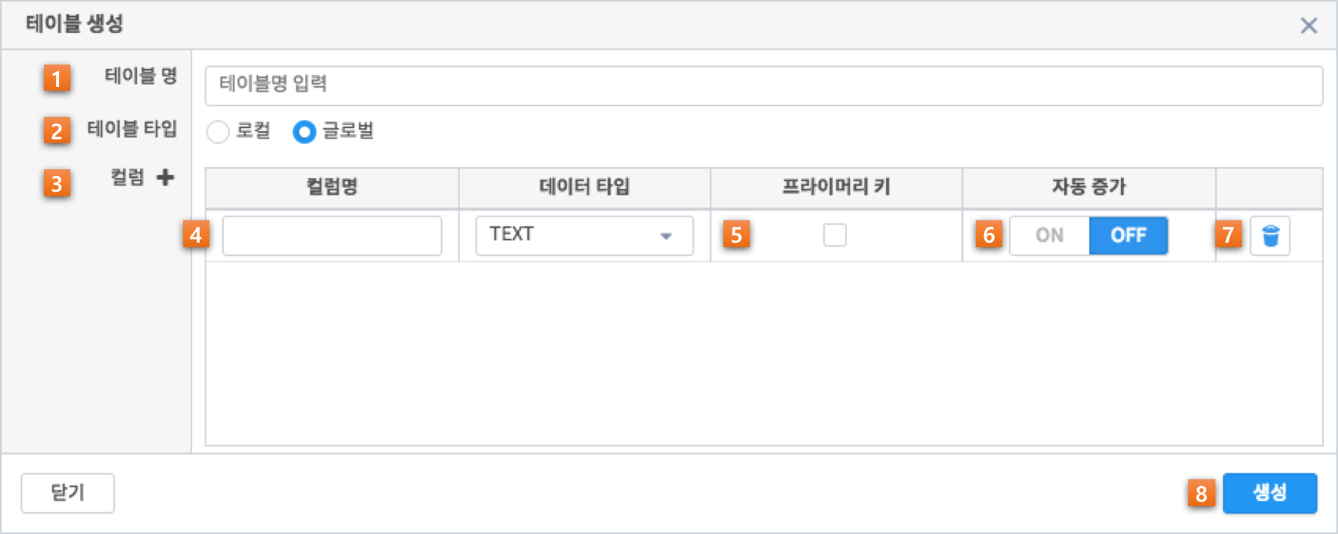 테이블 생성
1 테이블 명 테이블명 입력
2 테이블 타입 로컬 글로벌
3 컬럼
컬럼명 데이터 타입 프라이머리 키 자동 증가
4 TEXT 5 6 ON OFF 7
닫기 8 생성